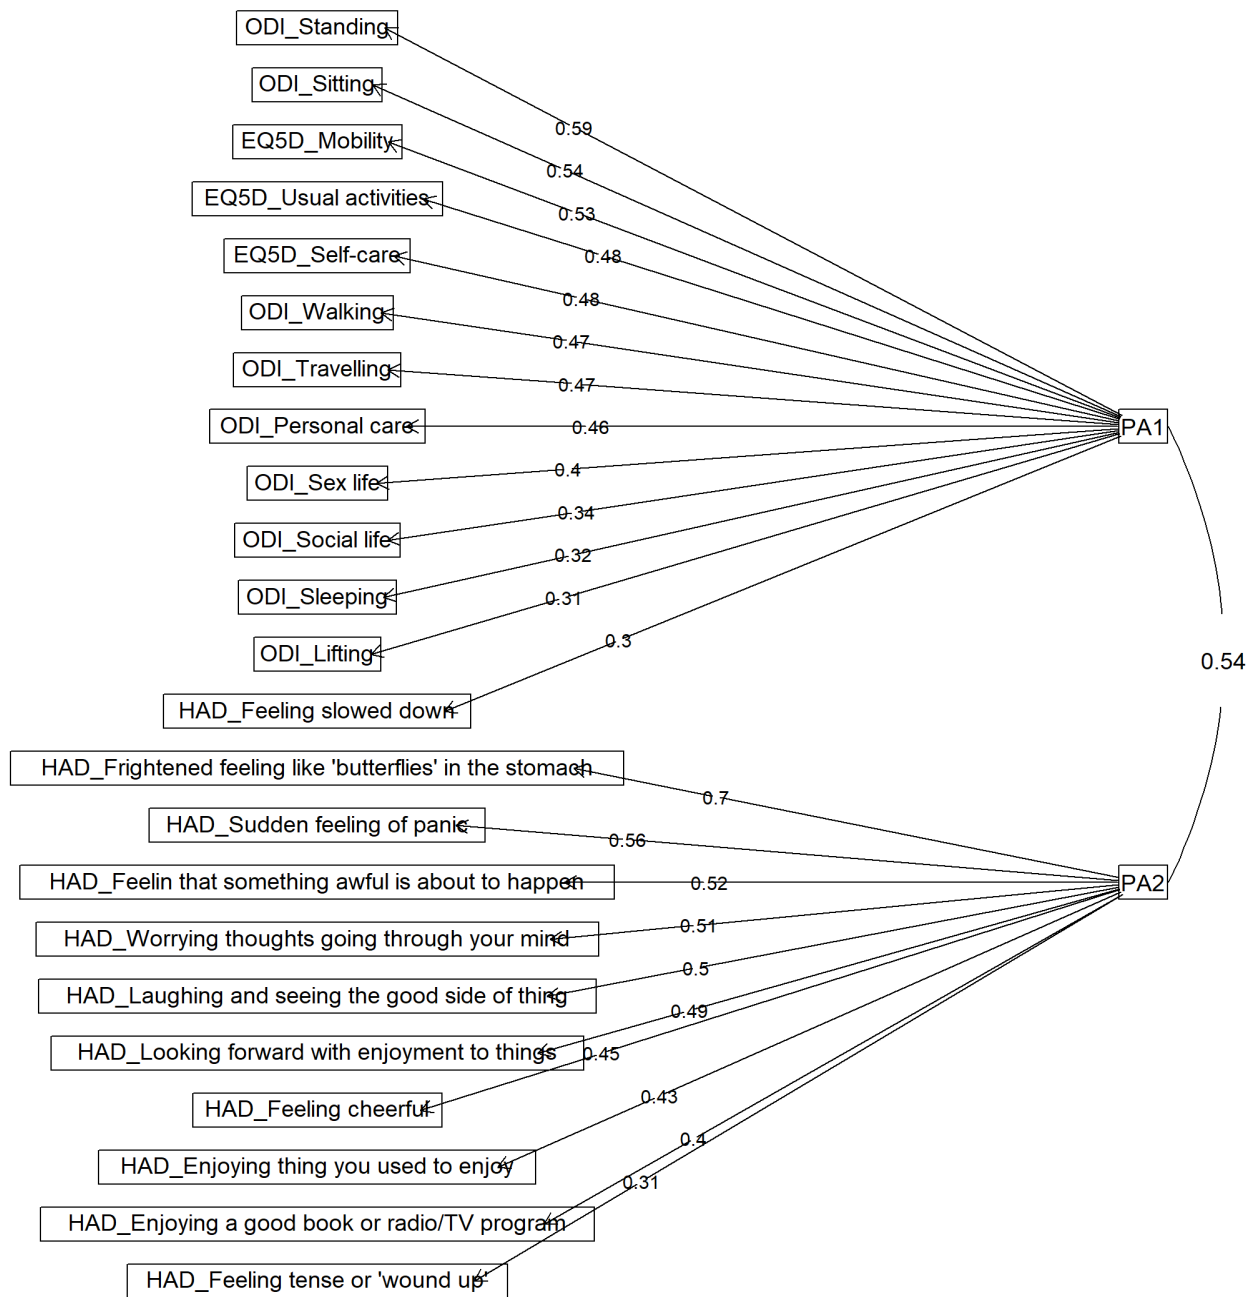 ODI_Standing
ODI_Sitting
0.59
EQ5D_Mobility
0.54
EQ5D_Usual activities
0.53
EQ5D_Self-care
0.48
0.48
ODI_Walking
0.47
ODI_Travelling
0.47
ODI_Personal care
0.46
PA1
ODI_Sex life
0.4
ODI_Social life
0.34
0.32
ODI_Sleeping
0.31
ODI_Lifting
0.3
0.54
HAD_Feeling slowed down
HAD_Frightened feeling like 'butterflies' in the stomach
0.7
HAD_Sudden feeling of panic
0.56
HAD_Feelin that something awful is about to happen
0.52
PA2
HAD_Worrying thoughts going through your mind
0.51
HAD_Laughing and seeing the good side of thing
0.5
0.49
HAD_Looking forward with enjoyment to things
0.45
HAD_Feeling cheerful
0.43
HAD_Enjoying thing you used to enjoy
0.4
0.31
HAD_Enjoying a good book or radio/TV program
HAD_Feeling tense or 'wound up'